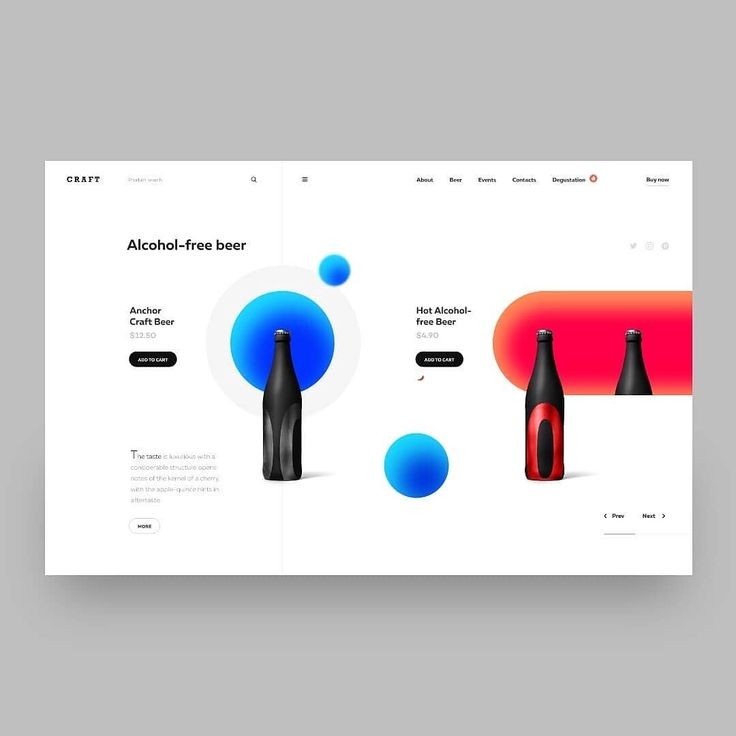 CRAFT
Product search
About Beer Events Contacts Degustation
Buy now
Alcohol-free beer
Anchor
Craft Beer
$12.50
ADD TO CART
Hot Alcohol-
free Beer
$4.90
ADD TO CART
The taste is luxurious with a
considerable structure opens
notes of the kernel of a cherry,
with the apple-quince hints in
aftertaste.
MORE
Prev Next